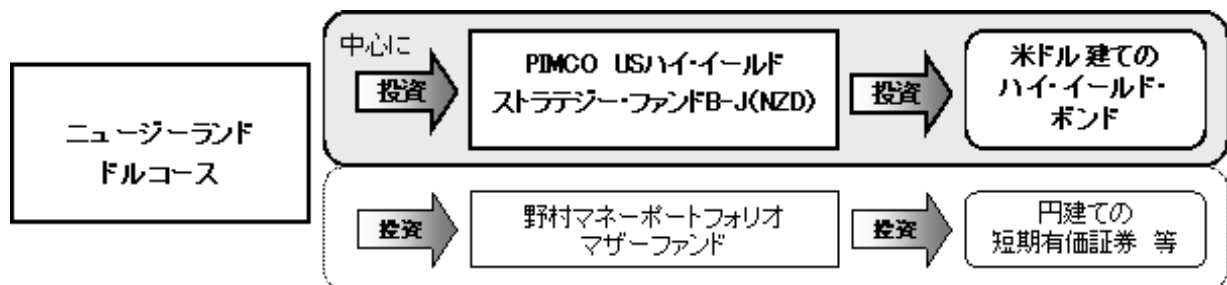 ニュージーランド
ドルコース
中心に
投資
PIMCO USハイ・イールド
ストラテジー・ファンドB-J(NZD)
投資
米ドル建ての
ハイ・イールド・
ボンド
投資
野村マネーポートフォリオ
マザーファンド
投資
円建ての
短期有価証券 等